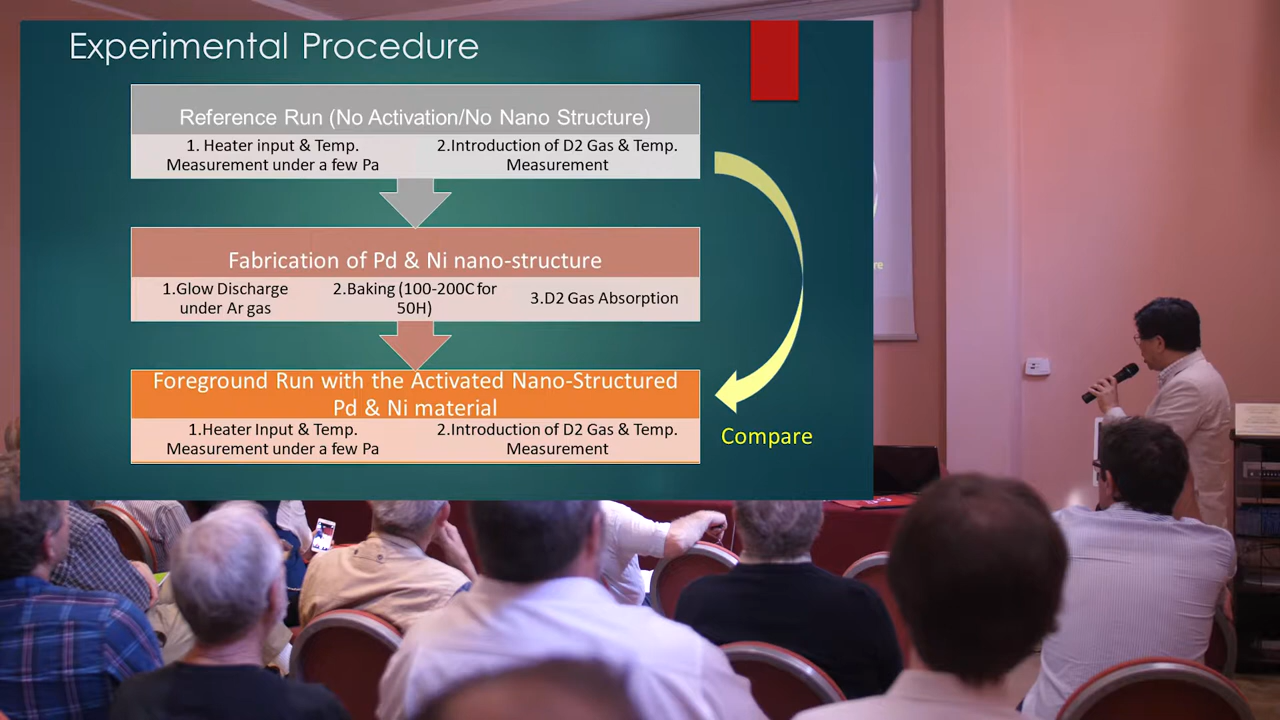 Experimental Procedure
Reference Run (No Activation/No Nano Structure)
1. Heater input & Temp.
Measurement under a few Pa
2.Introduction of D2 Gas & Temp.
Measurement
Fabrication of Pd & Ni nano-structure
1.Glow Discharge
under Ar gas
2.Baking (100-200C for
50H)
3.D2 Gas Absorption
Foreground Run with the Activated Nano-Structured
Pd & Ni material
1.Heater Input & Temp.
Measurement under a few Pa
2.Introduction of D2 Gas & Temp.
Measurement
Compare